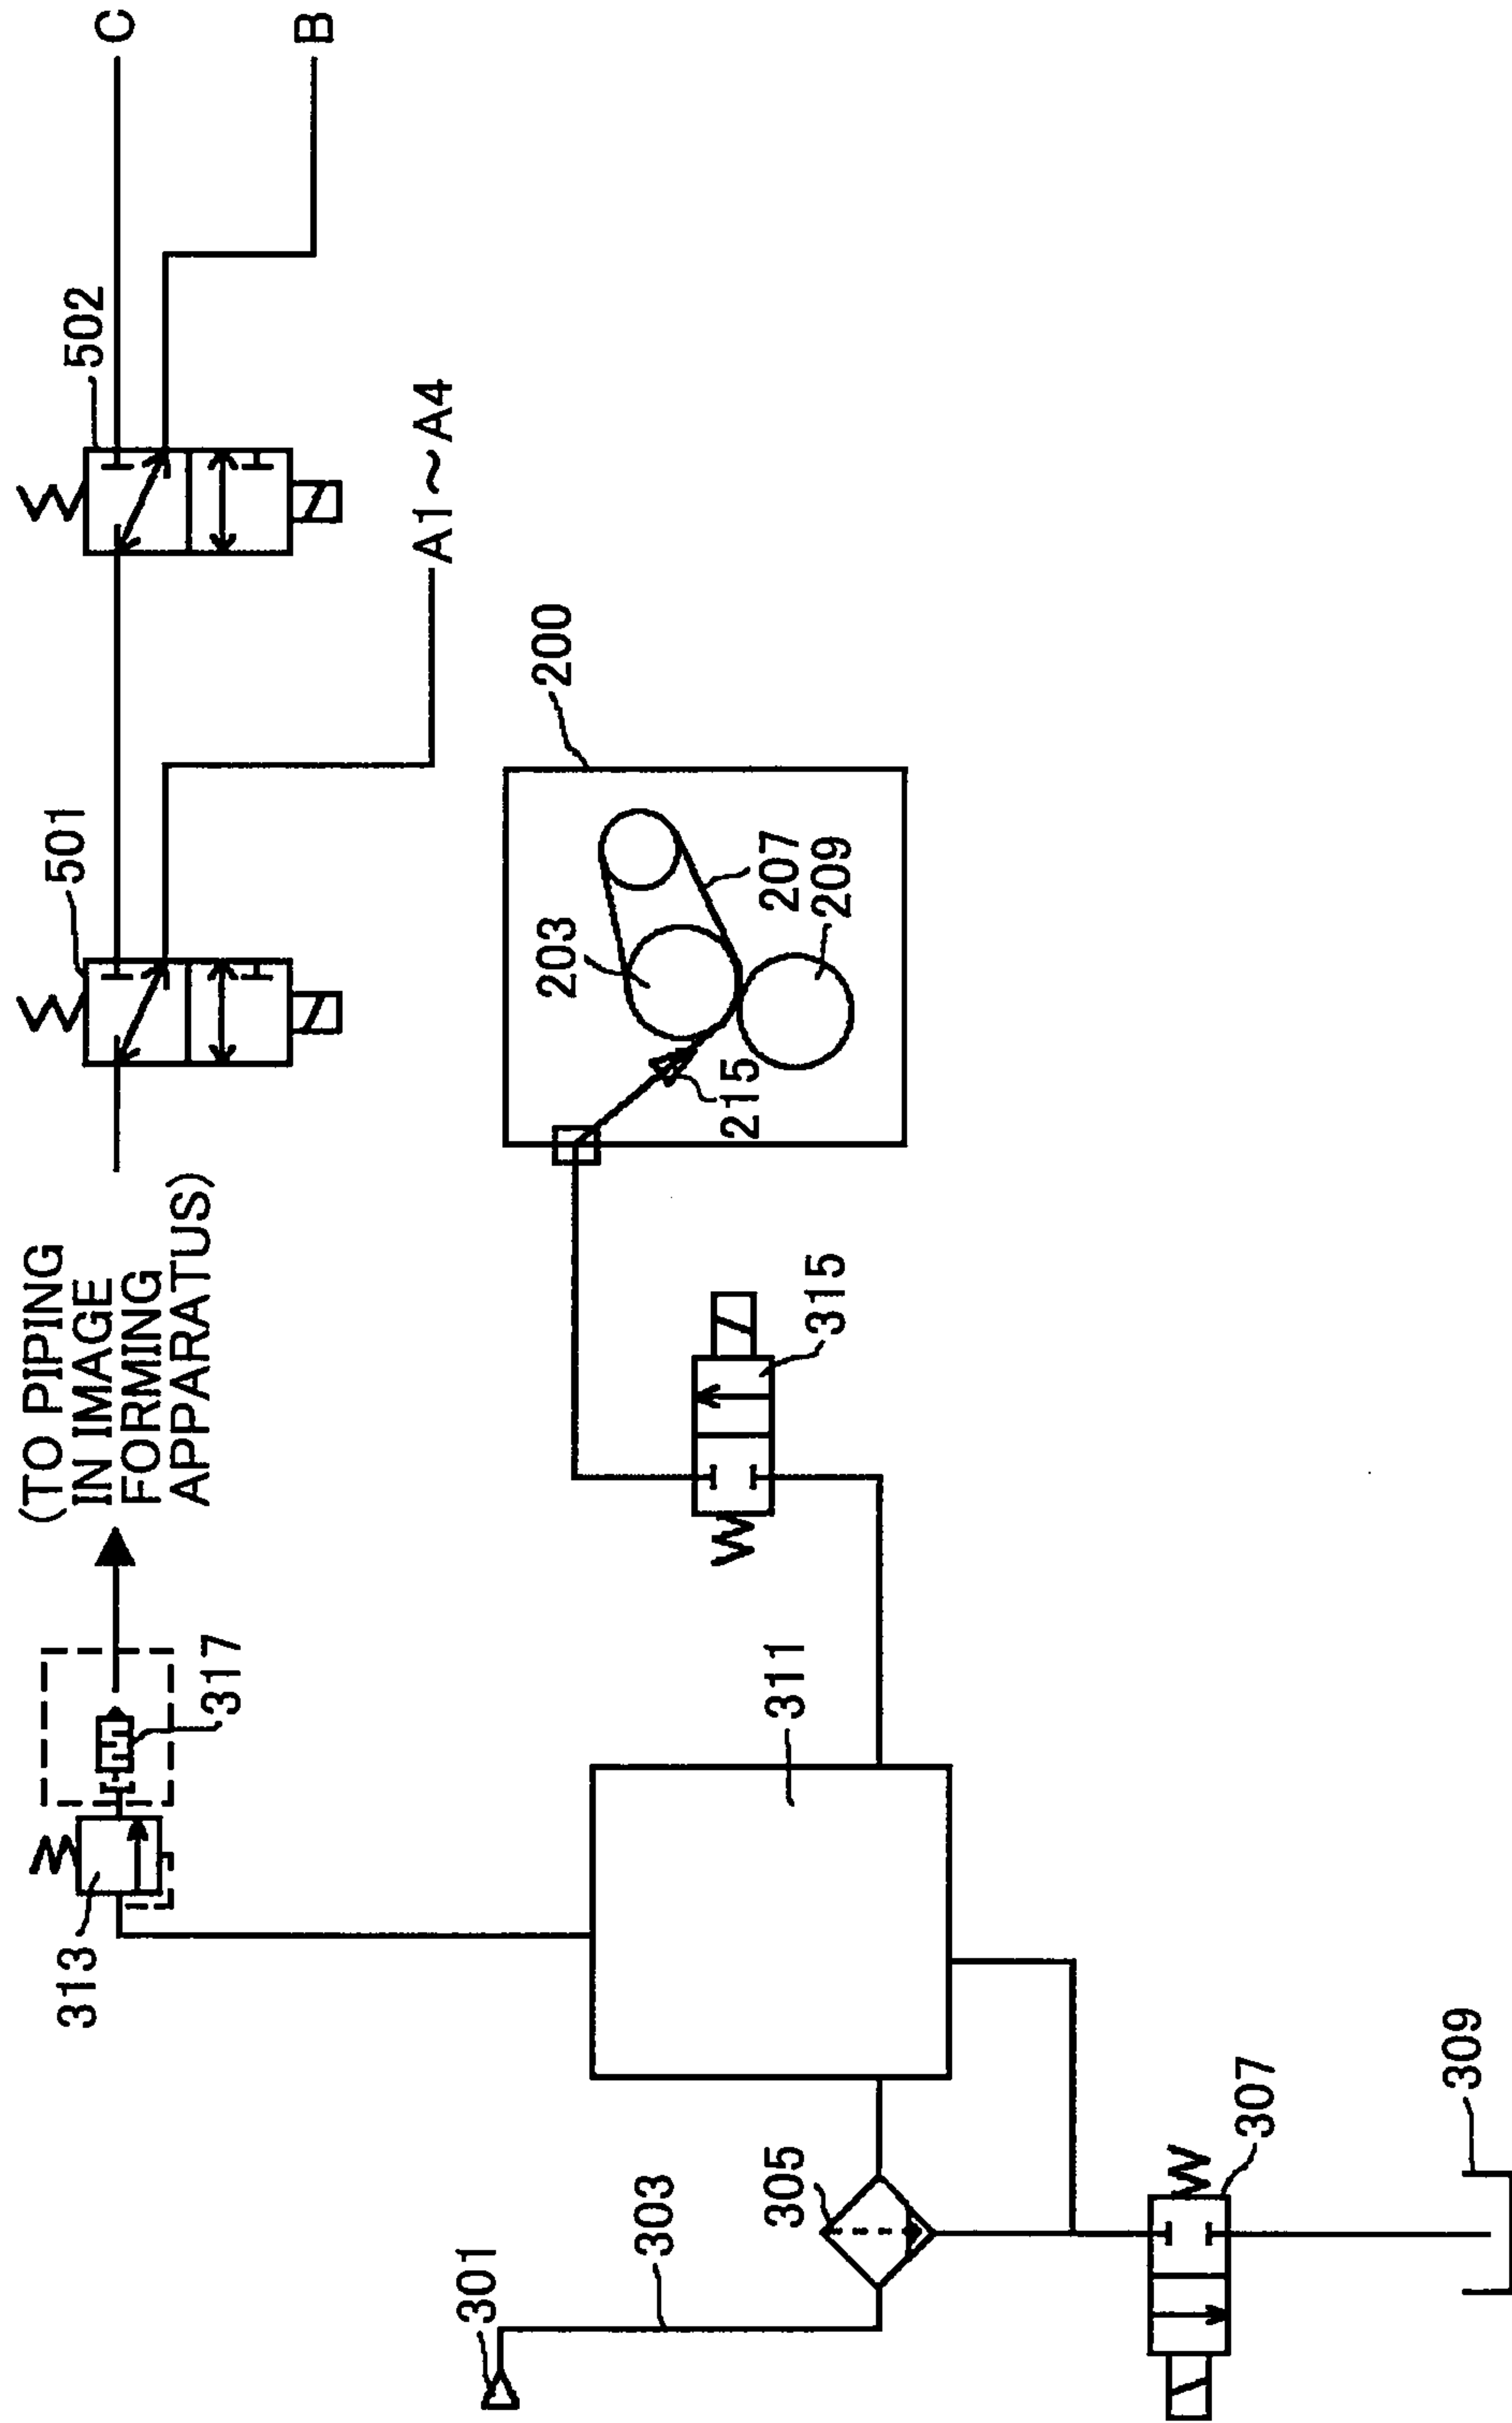 (TO PIPING
IN IMAGE
FORMING
APPARATUS)
C
B
502
501
A1~A4
200
203
207
209
215
315
317
313
311
301
303
305
307
309